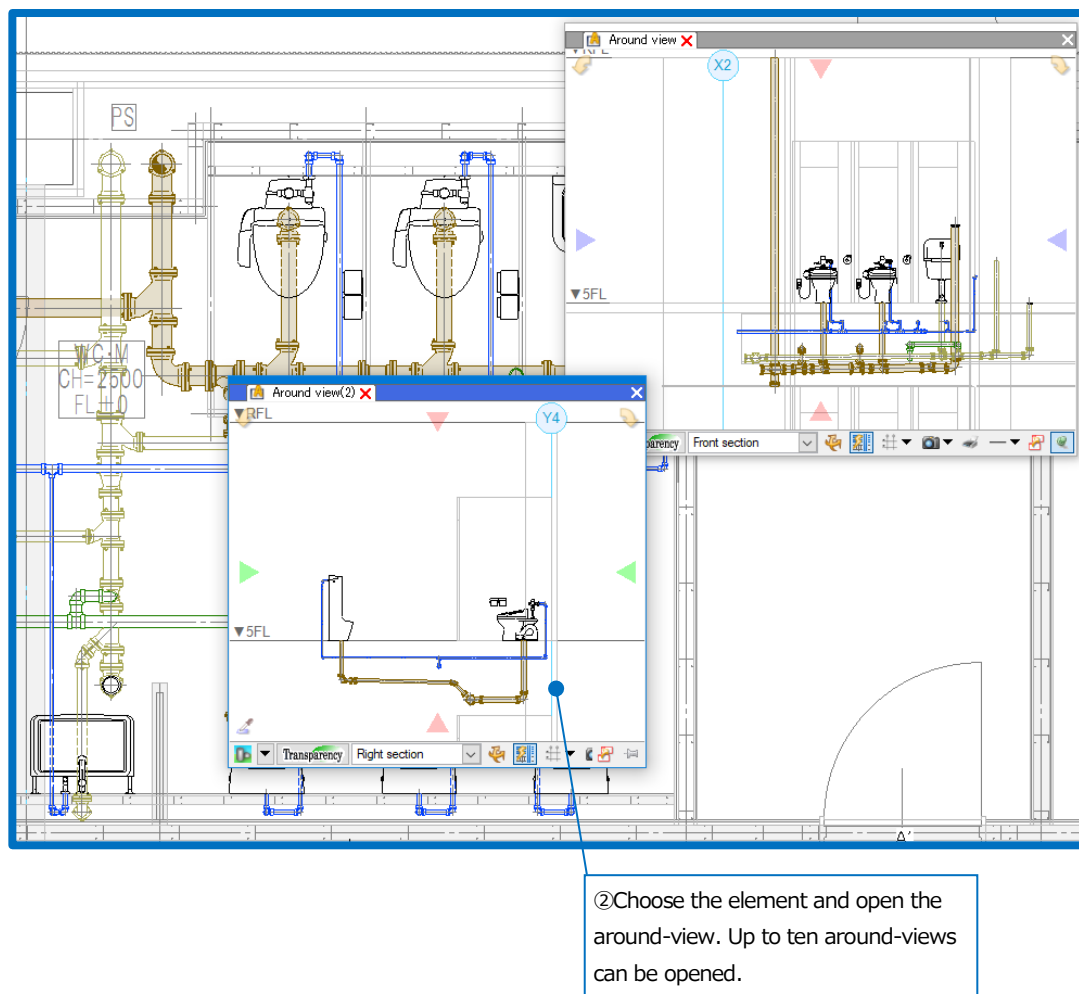 Around view
▼RFL
X2
PS
▼5FL
WC・M
CH=2500
FL±0
Front section
Around view(2)
▼RFL
Y4
▼5FL
Transparency
Right section
A'
②Choose the element and open the
around-view. Up to ten around-views
can be opened.